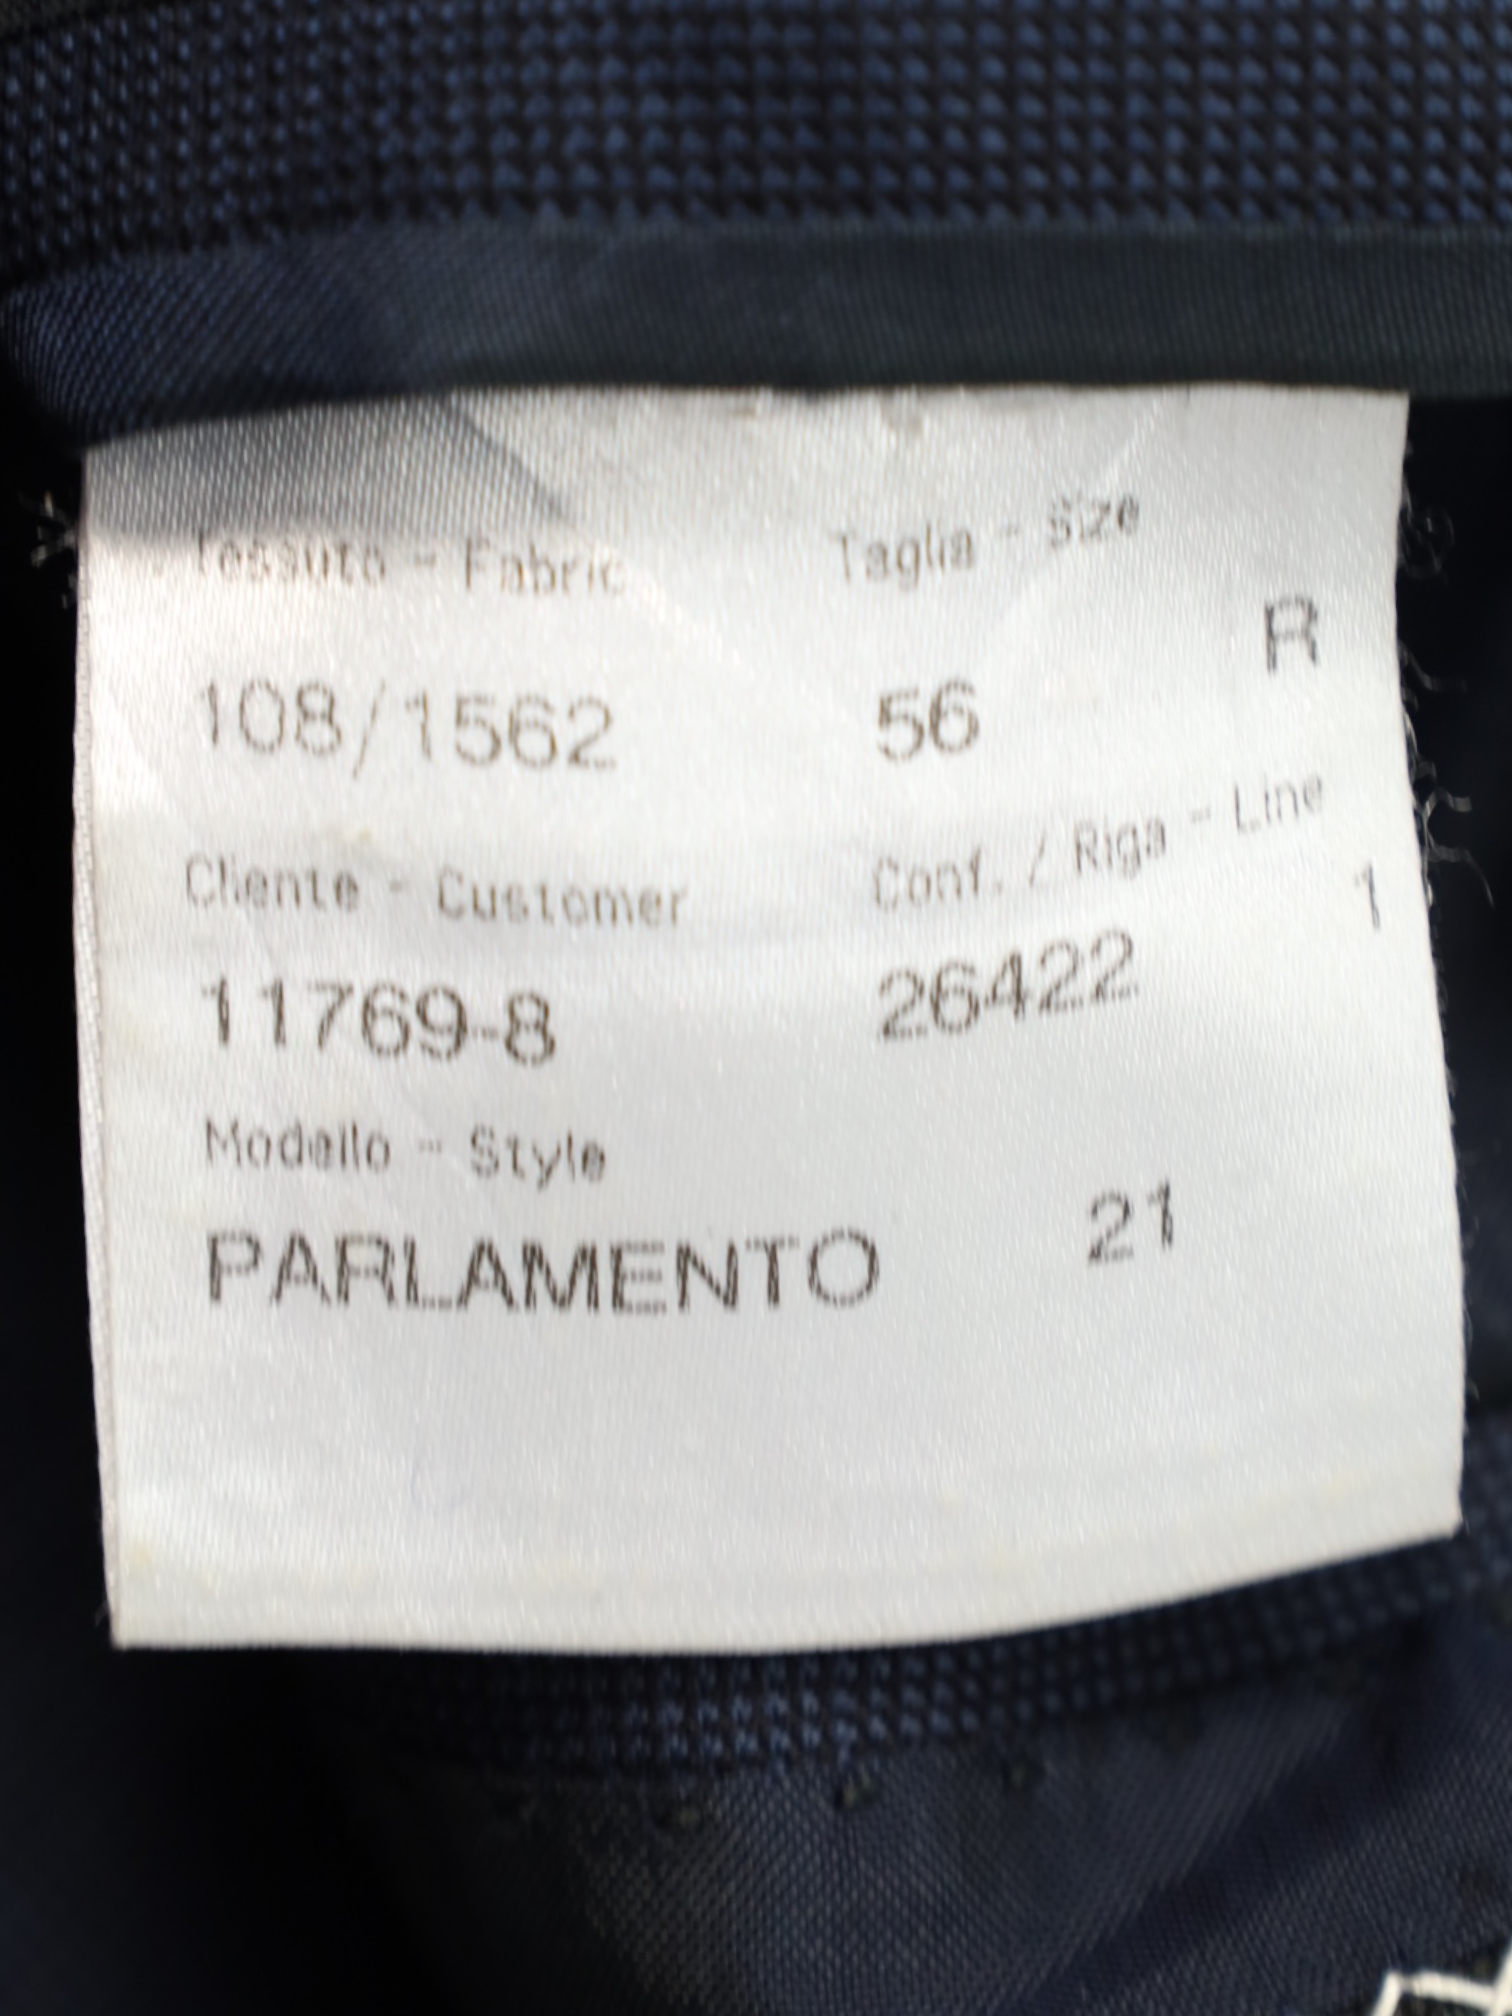 Tessuto - Fabric Taglia - Size
R
108/1562 56
Cliente - Customer Conf. / Riga - Line
1
11769-8 26422
Modello - Style
PARLAMENTO 21